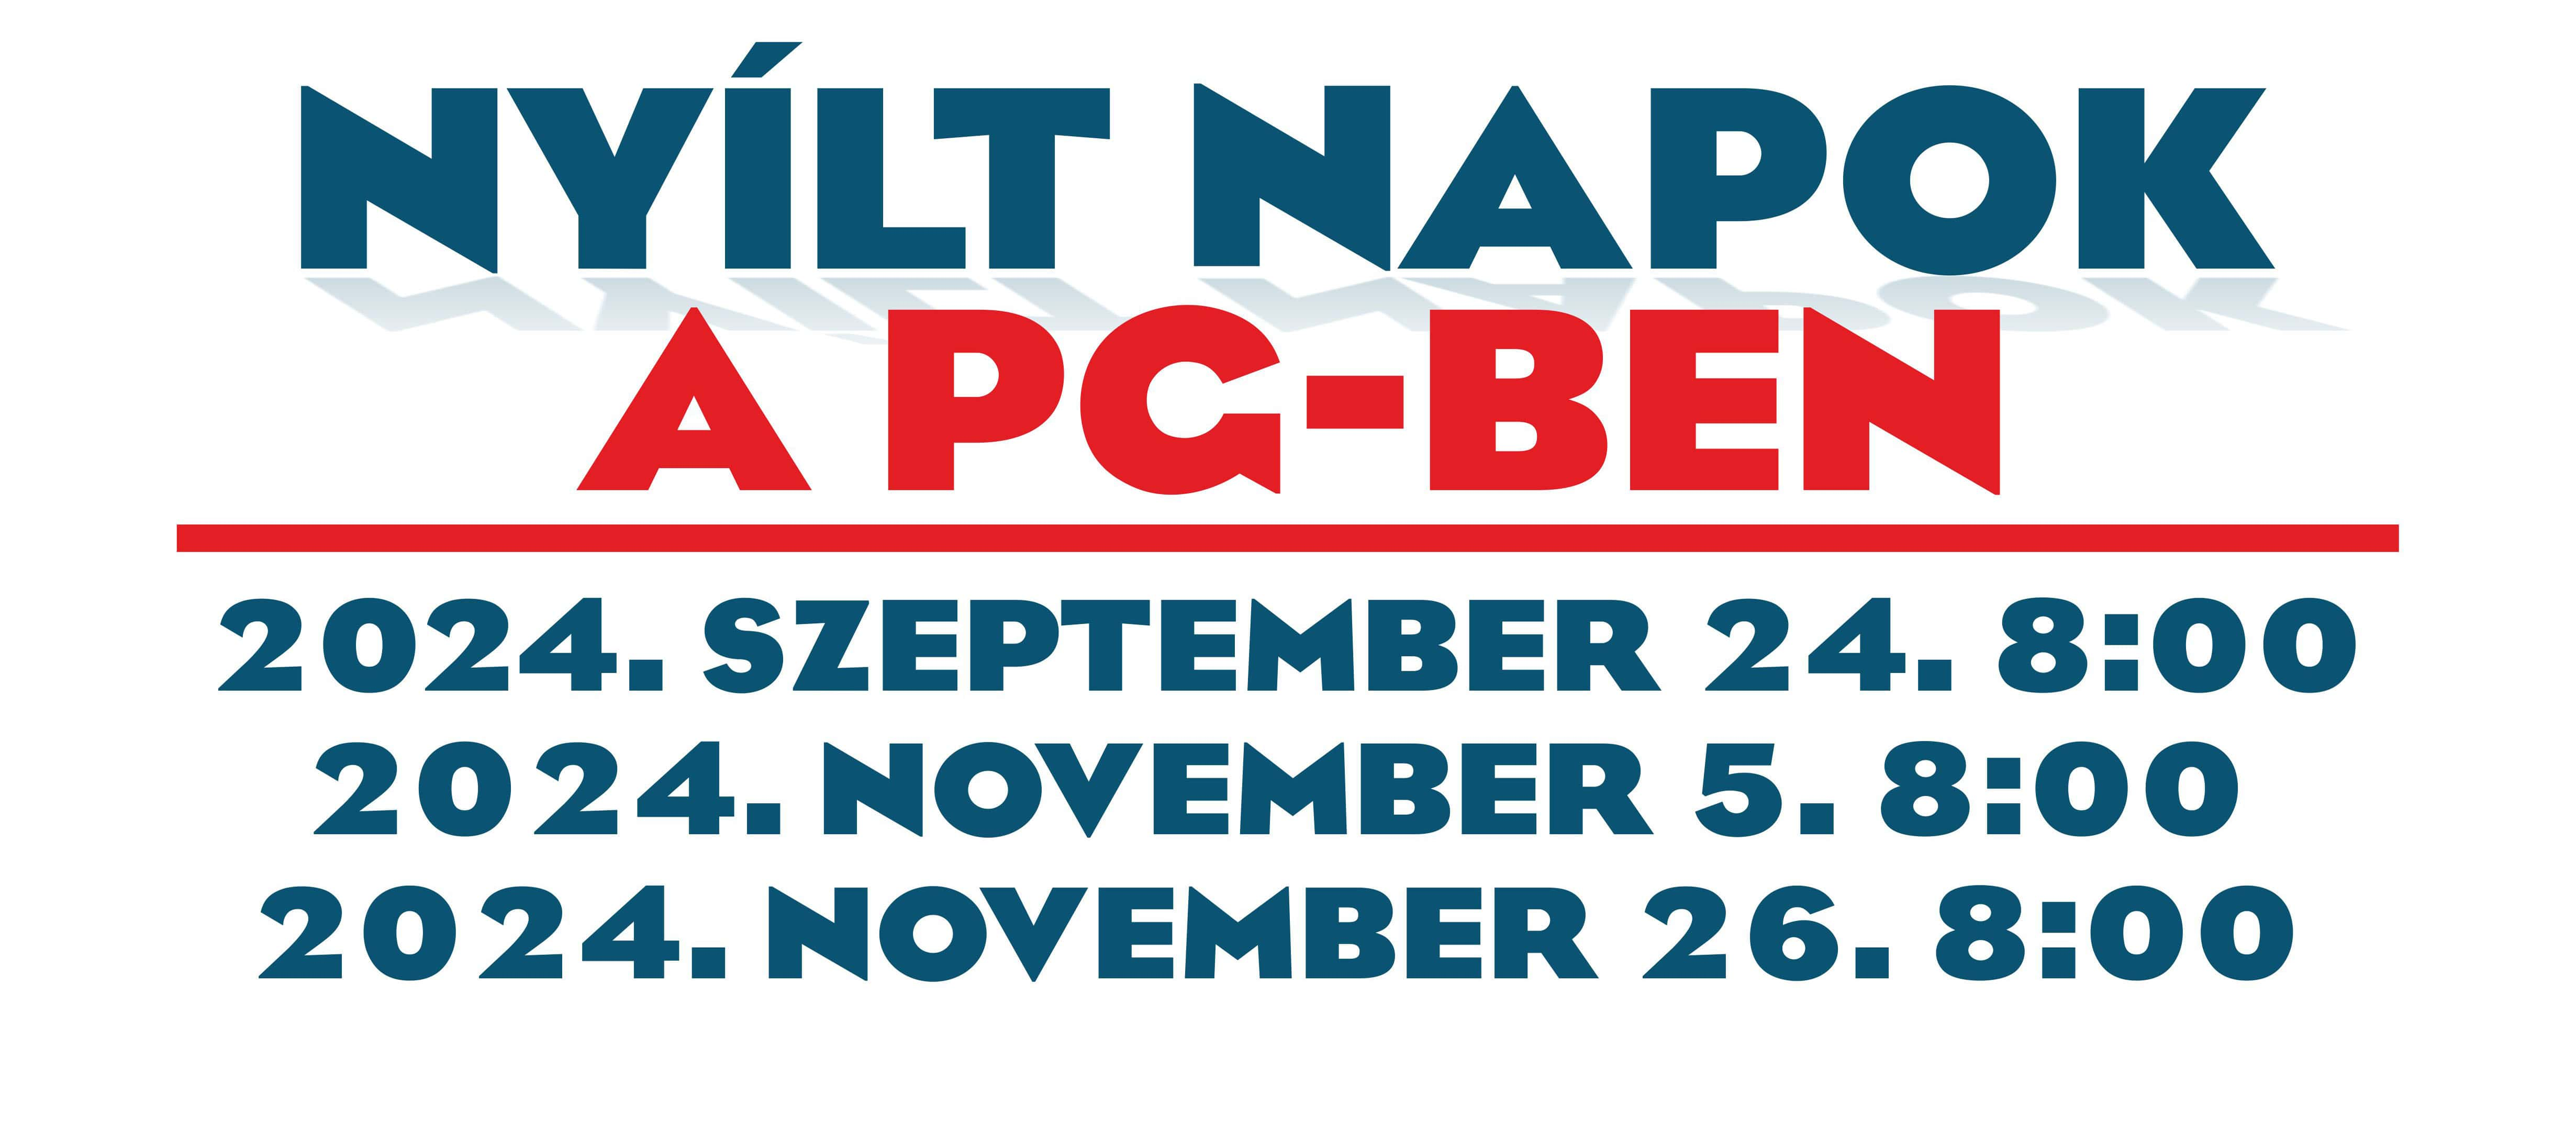 NYÍLT NAPOK
A PG-BEN
2024. SZEPTEMBER 24. 8:00
2024. NOVEMBER 5. 8:00
2024. NOVEMBER 26. 8:00